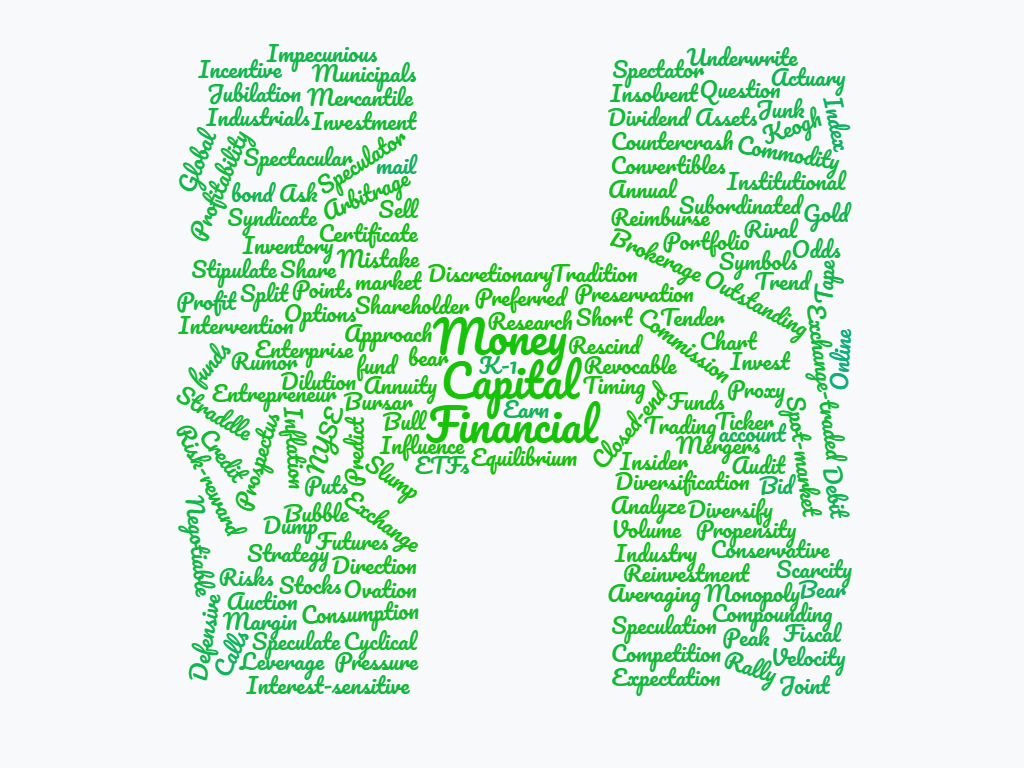 Impecunious
Incentive
Municipals
Jubilation
Mercantile
Industrials
Investment
Global
Profitability
Spectacular
Speculator
mail
bond
Ask
Arbitrage
Sell
Syndicate
Certificate
Inventory
Mistake
Stipulate
Share
market
Discretionary
Tradition
Profit
Split
Points
Shareholder
Preferred
Preservation
Options
Intervention
Approach
Money
Research
Short
Commission
Tender
Enterprise
bear
Rescind
funds
Rumor
fund
K-1
Revocable
Dilution
Annuity
Capital
Timing
Entrepreneur
Bursar
Straddle
Bull
Earn
Financial
Closed-end
Influence
ETFs
Equilibrium
Credit
Risk-reward
Prospectus
Inflation
NYSE
Predict
Slump
Puts
Exchange
Negotiable
Bubble
Dump
Futures
Strategy
Direction
Risks
Stocks
Ovation
Auction
Defensive
Margin
Consumption
Calls
Speculate
Cyclical
Leverage
Pressure
Interest-sensitive
Underwrite
Spectator
Actuary
Insolvent
Question
Index
Dividend
Assets
Junk
Keogh
Countercrash
Commodity
Convertibles
Institutional
Annual
Subordinated
Reimburse
Gold
Rival
Brokerage
Portfolio
Odds
Symbols
Outstanding
Trend
Tape
3
Exchange-traded
Online
Chart
Invest
Proxy
Funds
Spot-market
Trading
Ticker
account
Mergers
Insider
Audit
Debit
Diversification
Bid
Analyze
Diversify
Volume
Propensity
Industry
Conservative
Reinvestment
Scarcity
Averaging
Monopoly
Bear
Compounding
Speculation
Peak
Fiscal
Competition
Rally
Velocity
Expectation
Joint